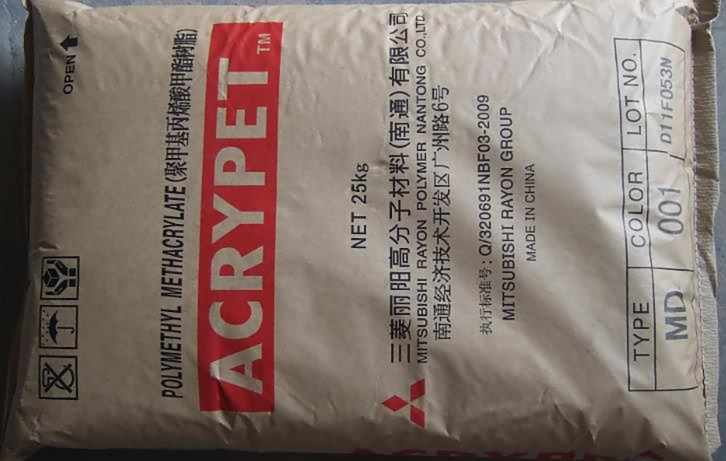 OPEN
POLYMETHYL METHACRYLATE (聚甲基丙烯酸甲酯树脂)
ACRYPET™
NET 25kg
三菱丽阳高分子材料(南通)有限公司
MITSUBISHI RAYON POLYMER NANTONG CO.,LTD.
南通经济技术开发区广州路6号
执行标准号:Q/320691NBF03-2009
MITSUBISHI RAYON GROUP
MADE IN CHINA
TYPE COLOR LOT NO.
MD 001 D11F053N